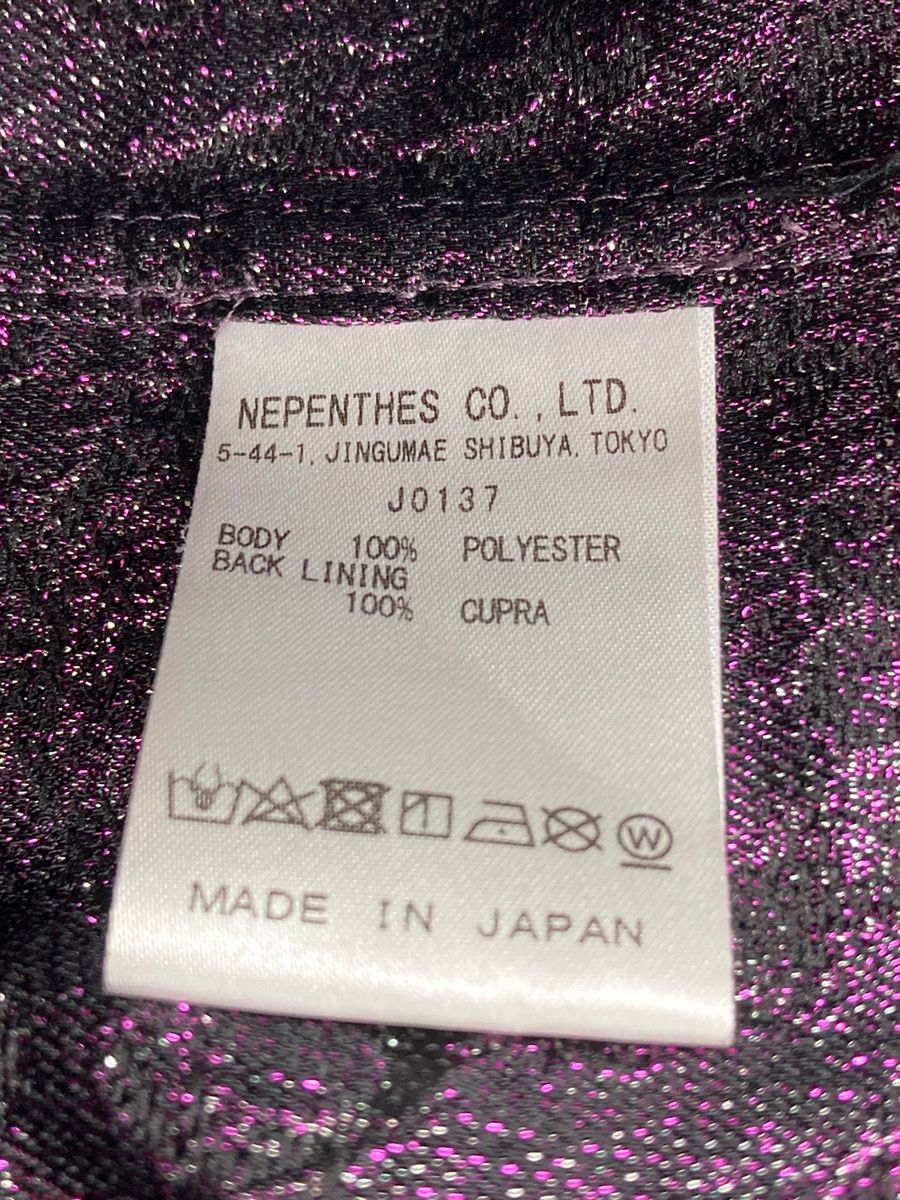 NEPENTHES CO., LTD.
5-44-1, JINGUMAE SHIBUYA, TOKYO
J0137
BODY 100% POLYESTER
BACK LINING
100% CUPRA
W
MADE IN JAPAN